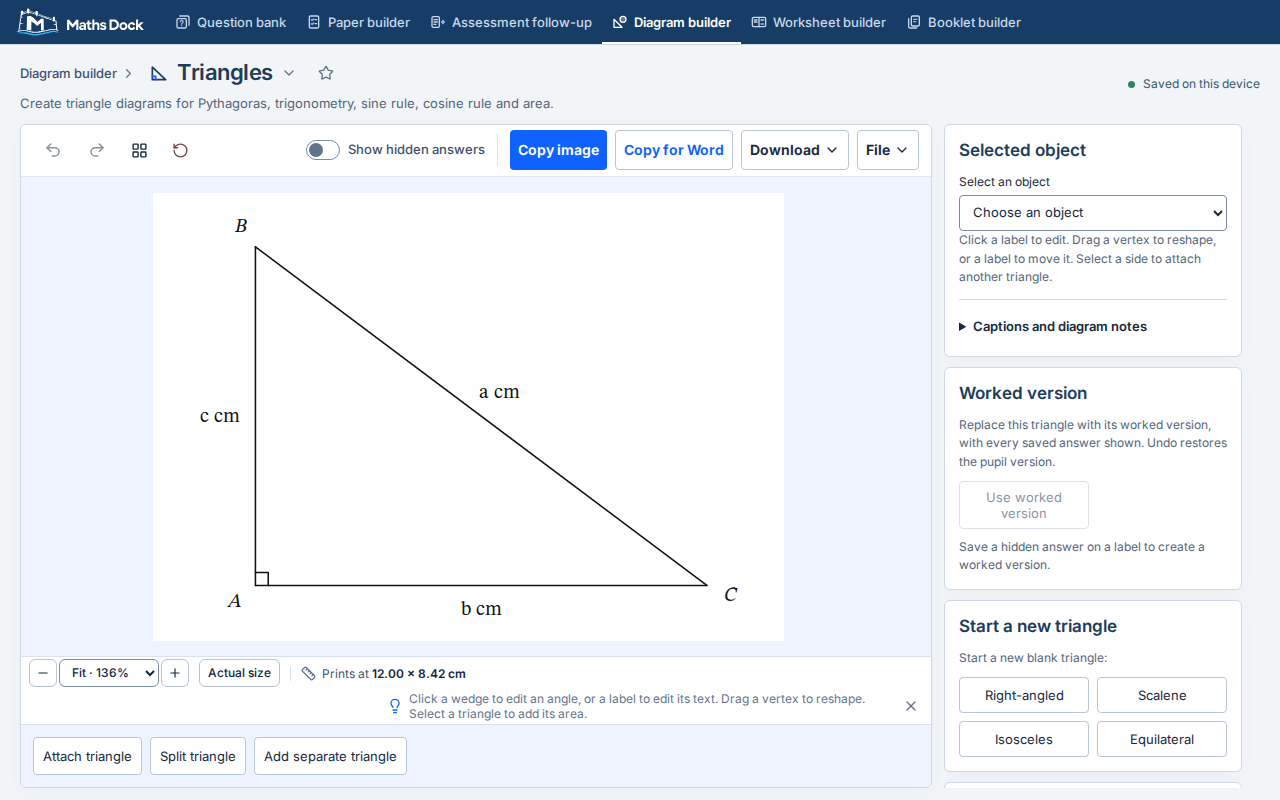 Maths Dock
Question bank
Paper builder
Assessment follow-up
Diagram builder
Worksheet builder
Booklet builder
Diagram builder
Triangles
Saved on this device
Create triangle diagrams for Pythagoras, trigonometry, sine rule, cosine rule and area.
Show hidden answers
Copy image
Copy for Word
Download
File
B
a cm
c cm
A
C
b cm
Fit · 136%
Actual size
Prints at 12.00 × 8.42 cm
Click a wedge to edit an angle, or a label to edit its text. Drag a vertex to reshape.
Select a triangle to add its area.
Attach triangle
Split triangle
Add separate triangle
Selected object
Select an object
Choose an object
Click a label to edit. Drag a vertex to reshape,
or a label to move it. Select a side to attach
another triangle.
Captions and diagram notes
Worked version
Replace this triangle with its worked version,
with every saved answer shown. Undo restores
the pupil version.
Use worked
version
Save a hidden answer on a label to create a
worked version.
Start a new triangle
Start a new blank triangle:
Right-angled
Scalene
Isosceles
Equilateral